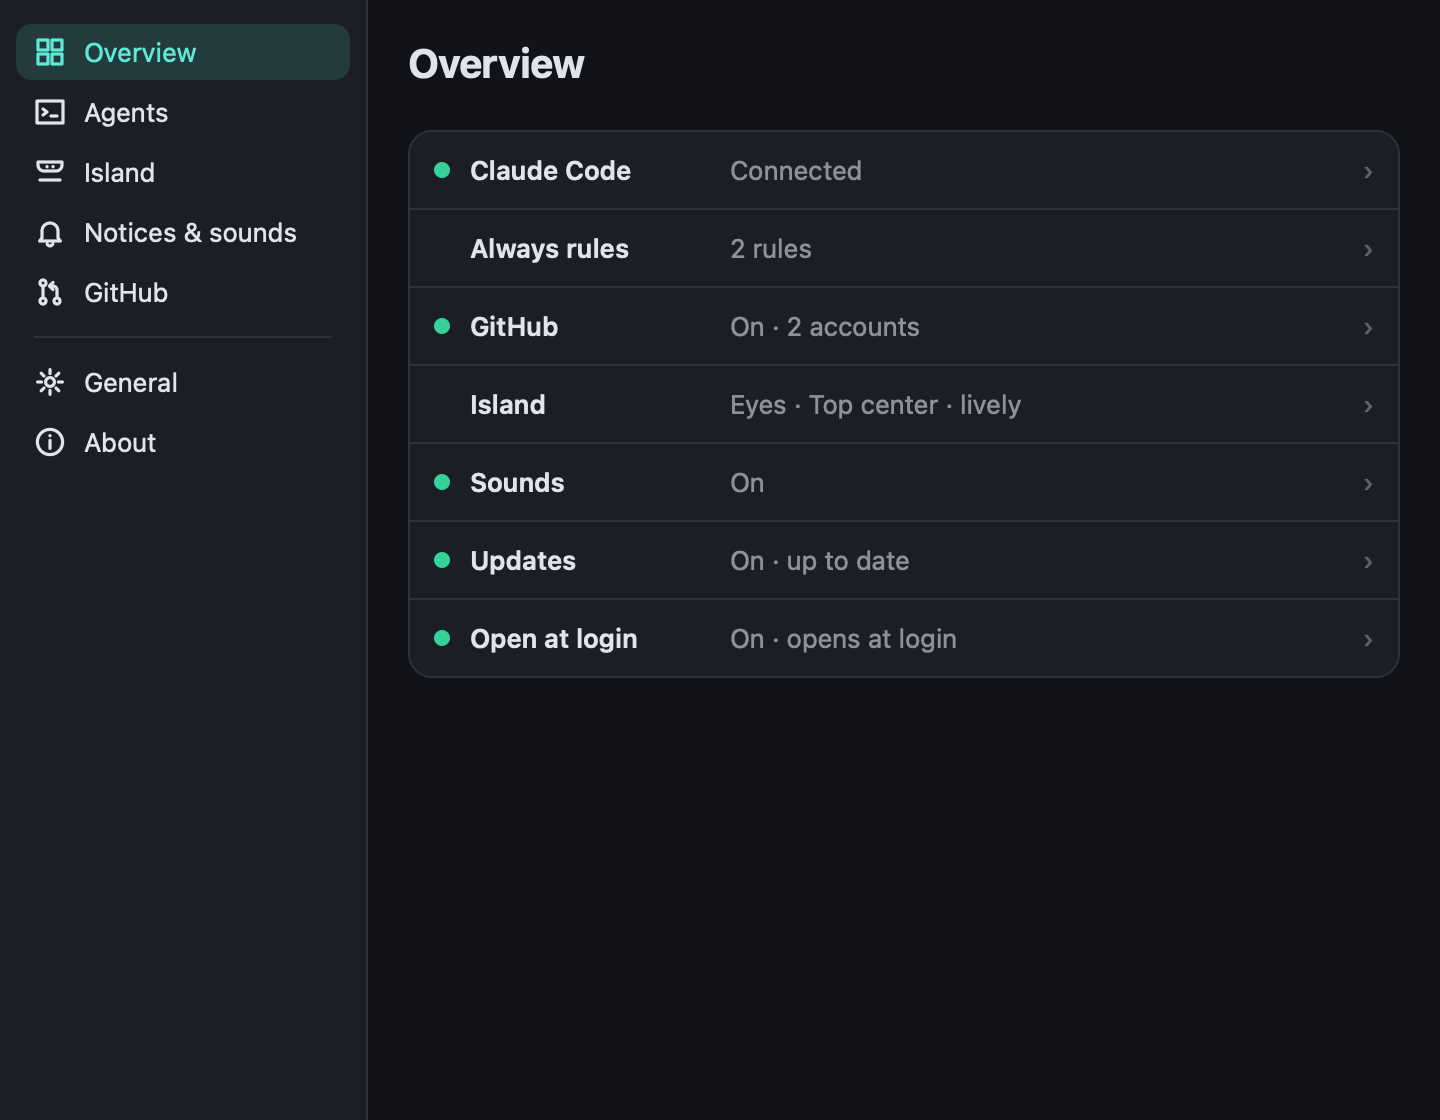 Overview
Agents
Island
Notices & sounds
GitHub
General
About
Overview
Claude Code Connected ›
Always rules 2 rules ›
GitHub On · 2 accounts ›
Island Eyes · Top center · lively ›
Sounds On ›
Updates On · up to date ›
Open at login On · opens at login ›